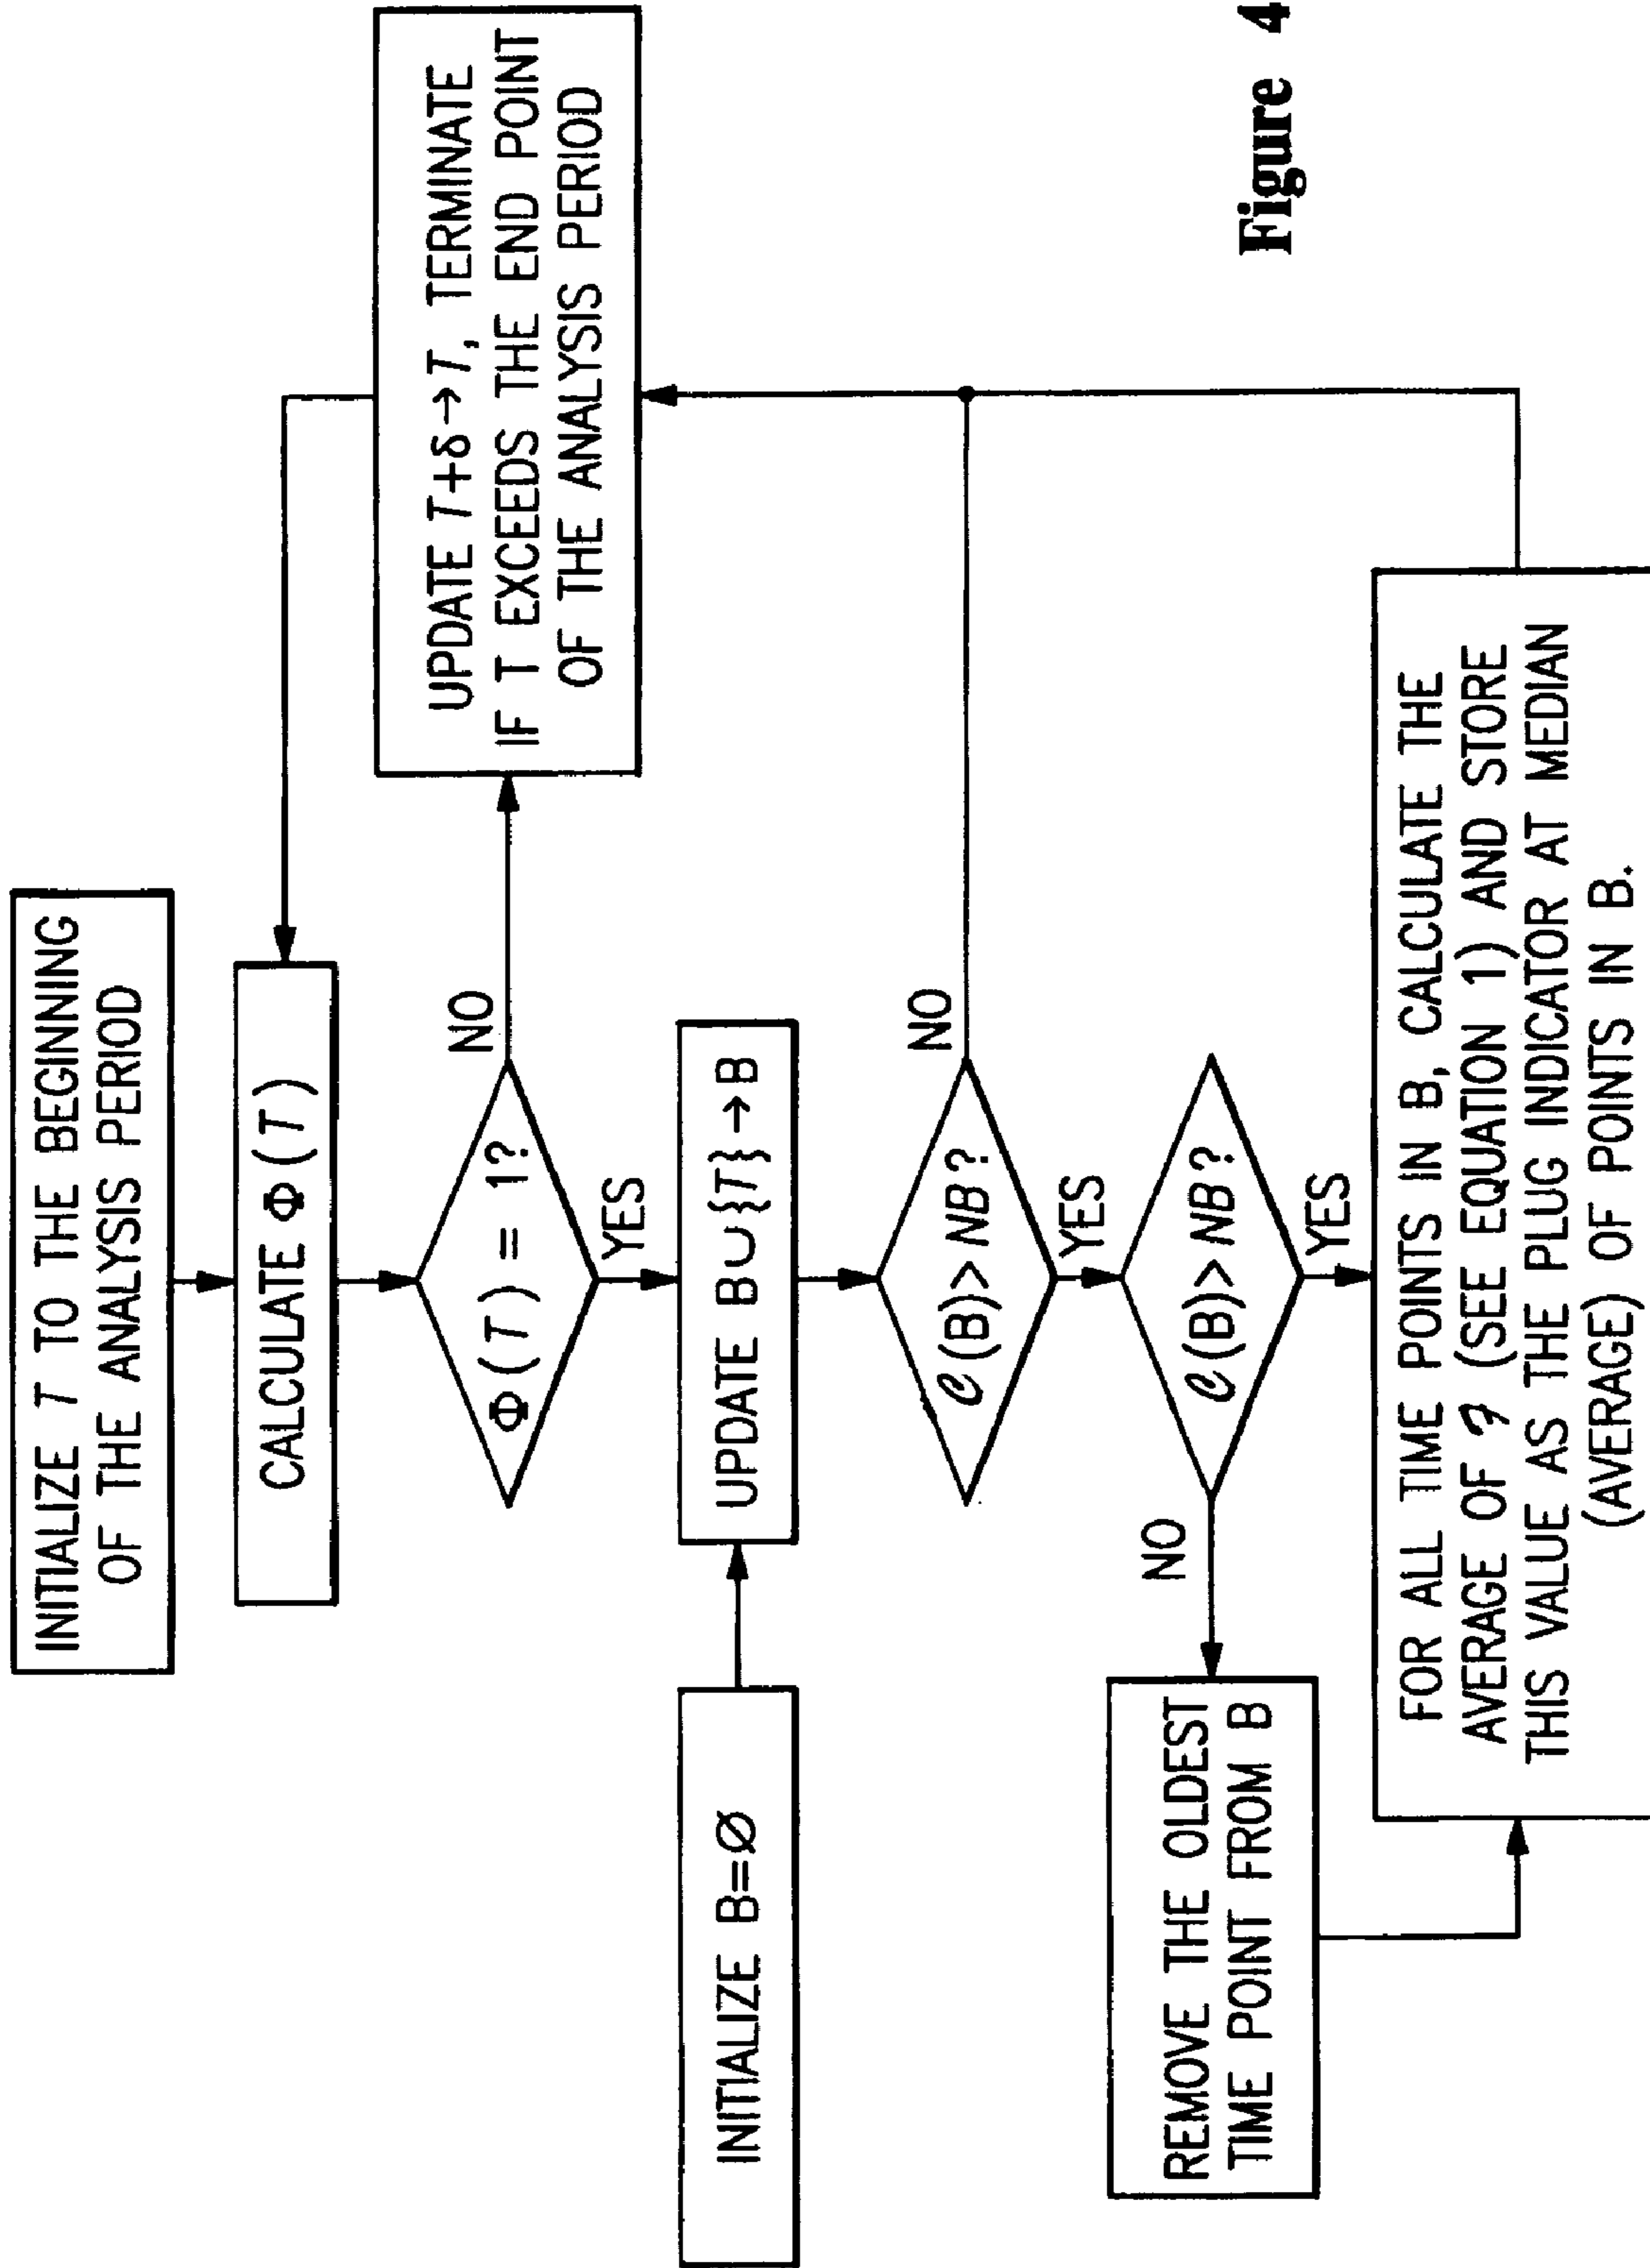 INITIALIZE T TO THE BEGINNING
OF THE ANALYSIS PERIOD
CALCULATE Φ(T)
Φ(T) = 1?
NO
YES
UPDATE T+δ→T, TERMINATE
IF T EXCEEDS THE END POINT
OF THE ANALYSIS PERIOD
INITIALIZE B=Ø
UPDATE B∪{T}→B
𝒞(B)> NB?
NO
YES
𝒞(B)> NB?
NO
YES
REMOVE THE OLDEST
TIME POINT FROM B
FOR ALL TIME POINTS IN B, CALCULATE THE
AVERAGE OF ℱ (SEE EQUATION 1) AND STORE
THIS VALUE AS THE PLUG INDICATOR AT MEDIAN
(AVERAGE) OF POINTS IN B.
Figure 4